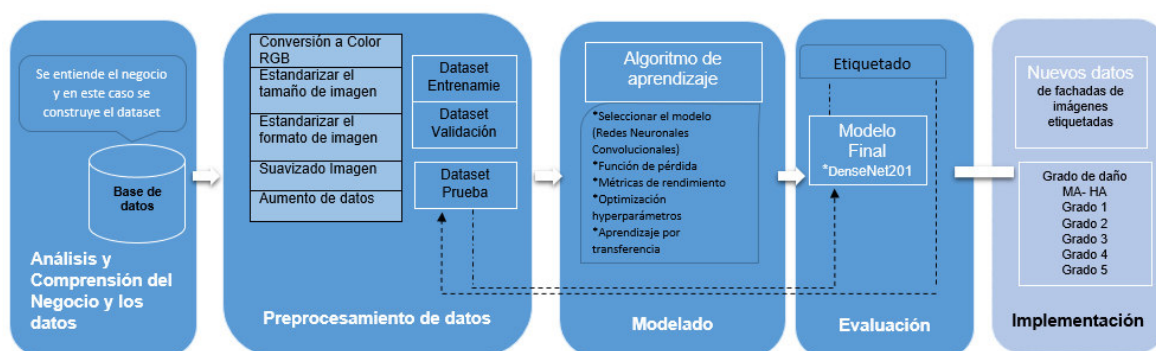 Se entiende el negocio
y en este caso se
construye el dataset
Base de
datos
Análisis y
Comprensión del
Negocio y los
datos
Conversión a Color
RGB
Estandarizar el
tamaño de imagen
Estandarizar el
formato de imagen
Suavizado Imagen
Aumento de datos
Dataset
Entrenamie
Dataset
Validación
Dataset
Prueba
Preprocesamiento de datos
Algoritmo de
aprendizaje
*Seleccionar el modelo
(Redes Neuronales
Convolucionales)
*Función de pérdida
*Métricas de rendimiento
*Optimización
hyperparámetros
*Aprendizaje por
transferencia
Modelado
Etiquetado
Modelo
Final
*DenseNet201
Evaluación
Nuevos datos
de fachadas de
imágenes
etiquetadas
Grado de daño
MA- HA
Grado 1
Grado 2
Grado 3
Grado 4
Grado 5
Implementación